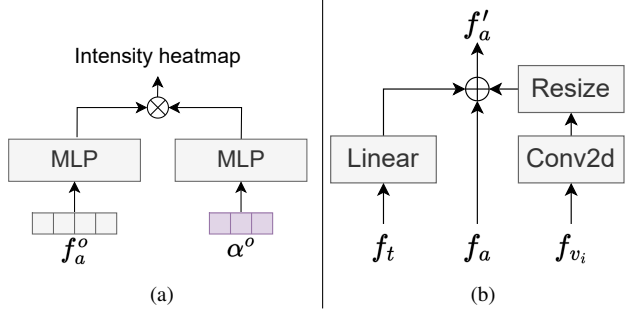 Intensity heatmap
⊗
MLP
MLP
f_a^o
α^o
(a)
f_a'
⊕
Resize
Linear
Conv2d
f_t
f_a
f_{v_i}
(b)